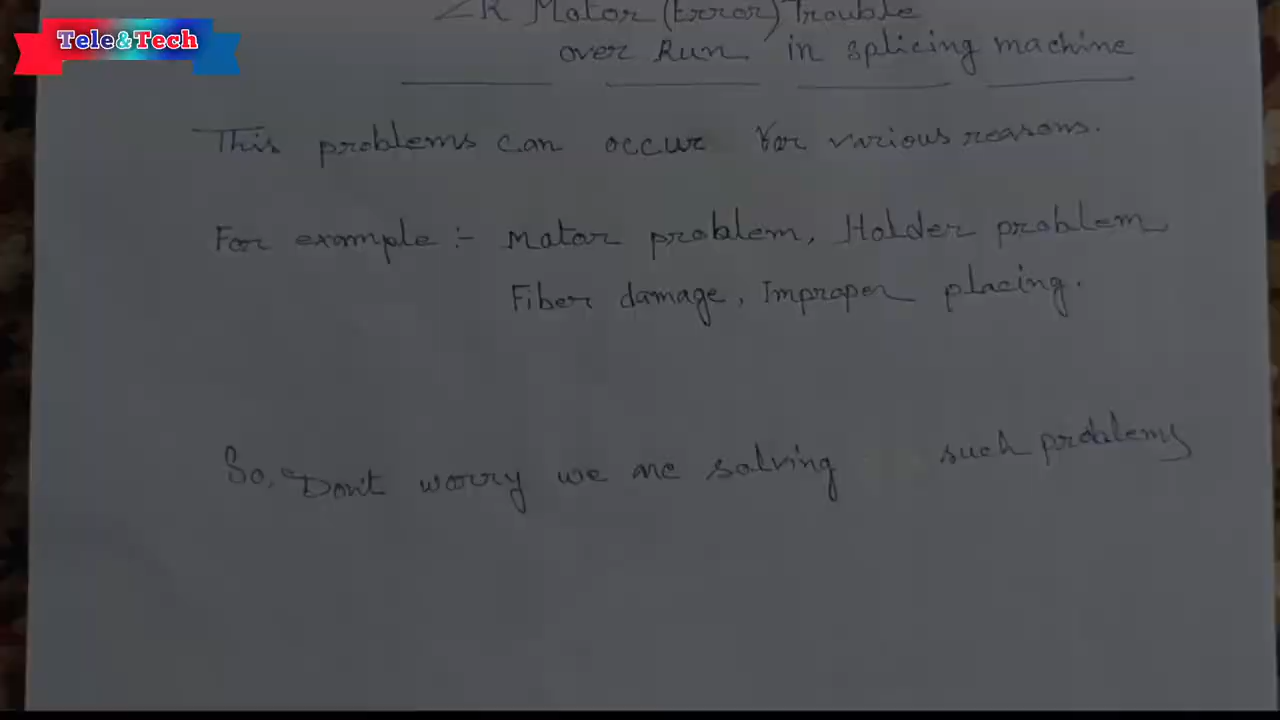 Tele&Tech
ZR Motor (Error) Trouble
over Run in splicing machine
This problems can occur for various reasons.
For example :- Motor problem, Holder problem
Fiber damage, Improper placing.
So, Don't worry we are solving such problems